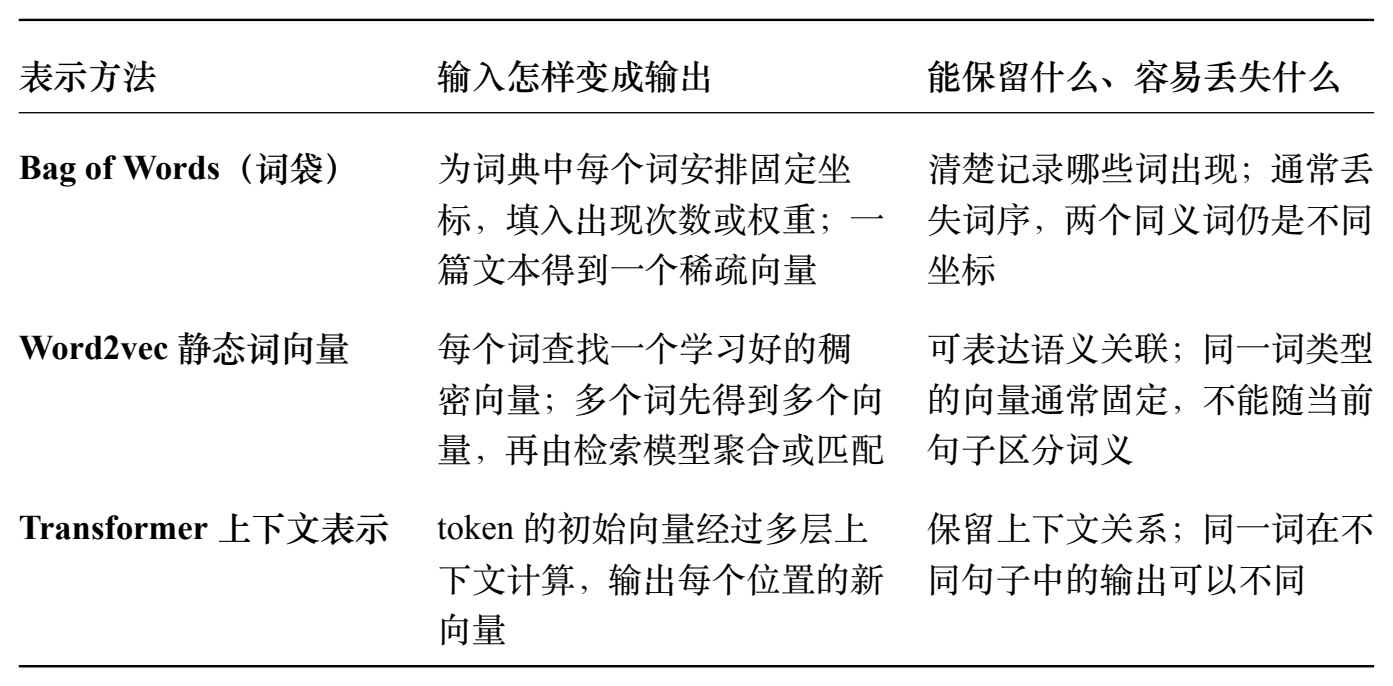 表示方法 输入怎样变成输出 能保留什么、容易丢失什么
Bag of Words（词袋） 为词典中每个词安排固定坐 清楚记录哪些词出现；通常丢
标，填入出现次数或权重；一 失词序，两个同义词仍是不同
篇文本得到一个稀疏向量 坐标
Word2vec 静态词向量 每个词查找一个学习好的稠 可表达语义关联；同一词类型
密向量；多个词先得到多个向 的向量通常固定，不能随当前
量，再由检索模型聚合或匹配 句子区分词义
Transformer 上下文表示 token 的初始向量经过多层上 保留上下文关系；同一词在不
下文计算，输出每个位置的新 同句子中的输出可以不同
向量